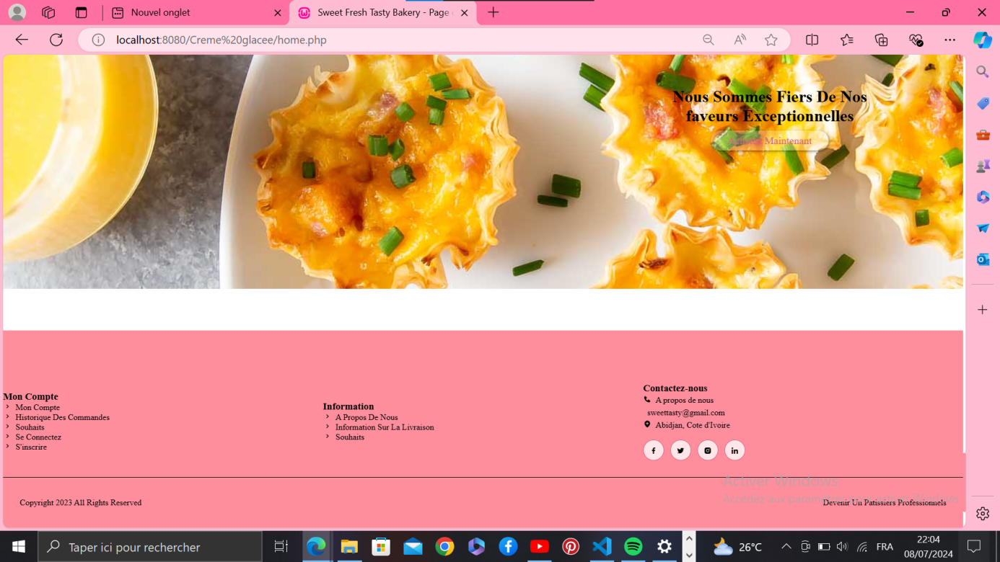 Nouvel onglet
Sweet Fresh Tasty Bakery - Page
localhost:8080/Creme%20glacee/home.php
Nous Sommes Fiers De Nos
faveurs Exceptionnelles
Maintenant
Mon Compte
Mon Compte
Historique Des Commandes
Souhaits
Se Connectez
S'inscrire
Information
A Propos De Nous
Information Sur La Livraison
Souhaits
Contactez-nous
A propos de nous
sweettasty@gmail.com
Abidjan, Cote d'Ivoire
Activer Windows
Accédez aux paramètres pour activer Windows.
Copyright 2023 All Rights Reserved
Devenir Un Patissiers Professionnels
Taper ici pour rechercher
26°C
FRA
22:04
08/07/2024